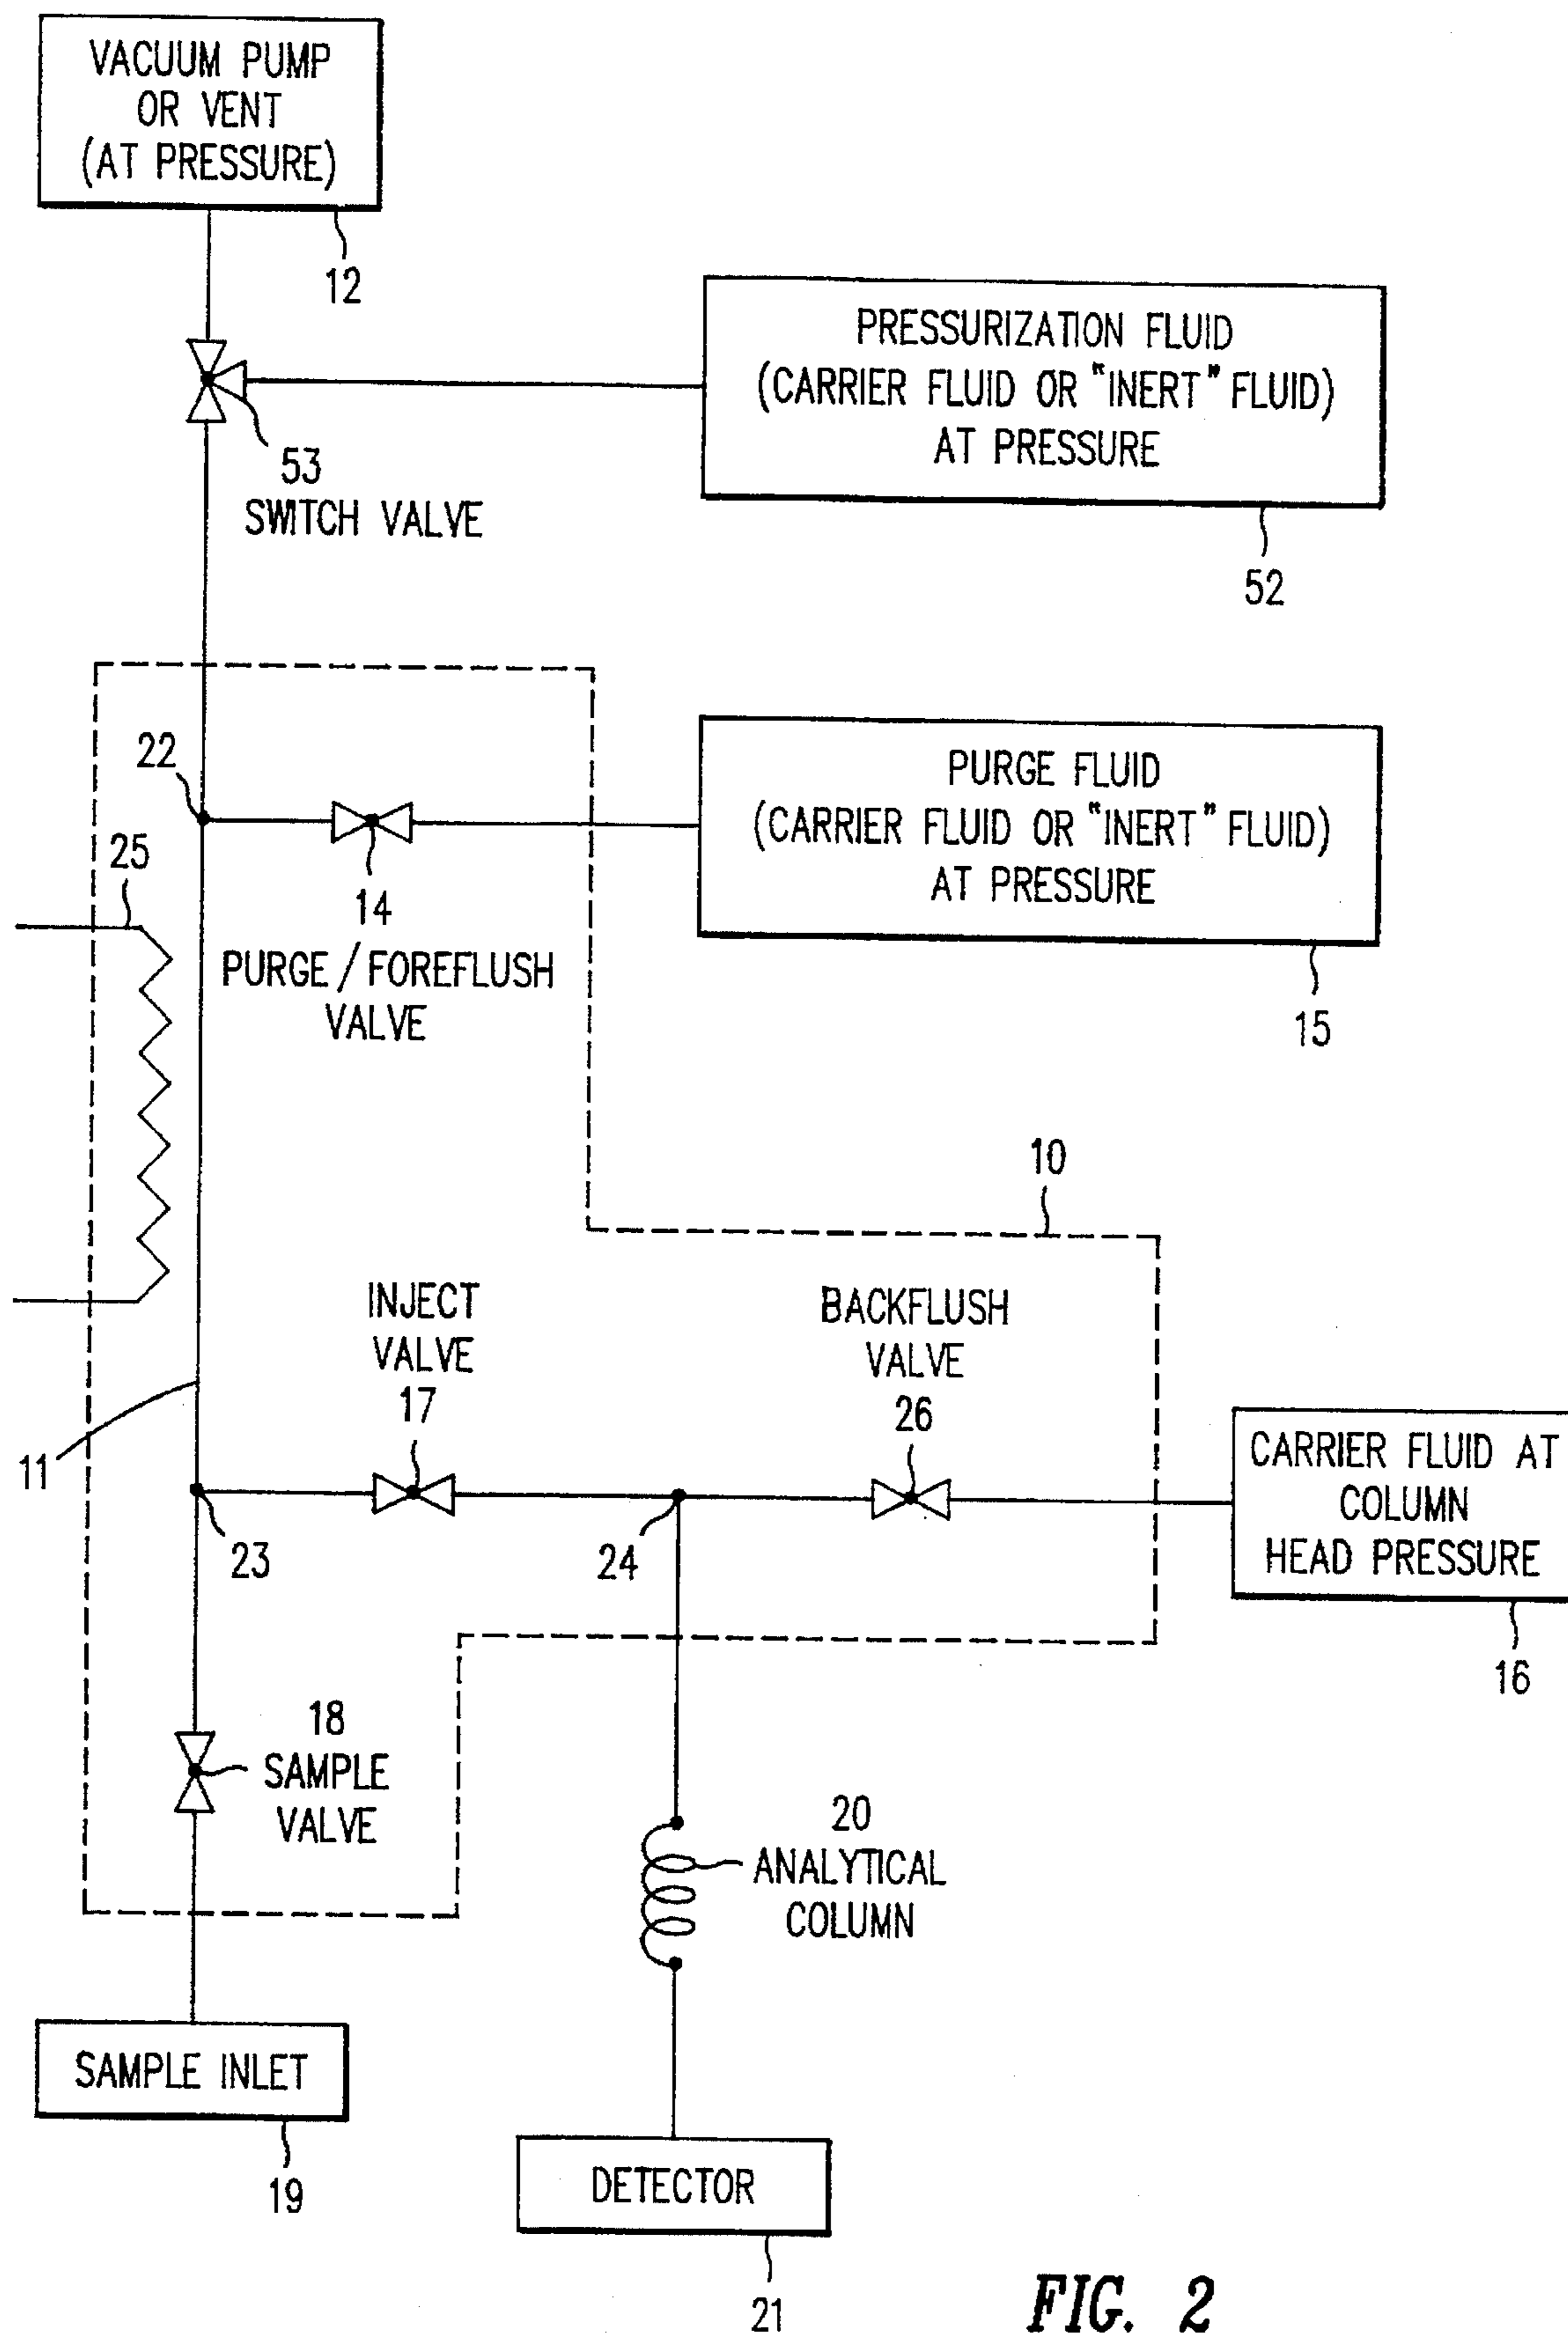 VACUUM PUMP
OR VENT
(AT PRESSURE)
12
PRESSURIZATION FLUID
(CARRIER FLUID OR "INERT" FLUID)
AT PRESSURE
52
53
SWITCH VALVE
22
25
14
PURGE / FOREFLUSH
VALVE
PURGE FLUID
(CARRIER FLUID OR "INERT" FLUID)
AT PRESSURE
15
10
INJECT
VALVE
17
BACKFLUSH
VALVE
26
11
23
24
CARRIER FLUID AT
COLUMN
HEAD PRESSURE
16
18
SAMPLE
VALVE
20
ANALYTICAL
COLUMN
SAMPLE INLET
19
DETECTOR
21
FIG. 2